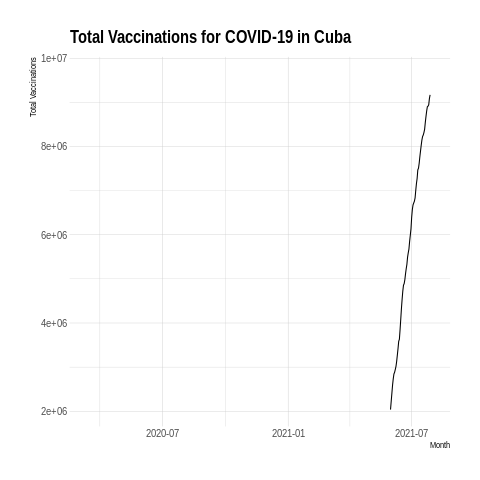 Total Vaccinations for COVID-19 in Cuba
Total Vaccinations
1e+07
8e+06
6e+06
4e+06
2e+06
2020-07
2021-01
2021-07
Month